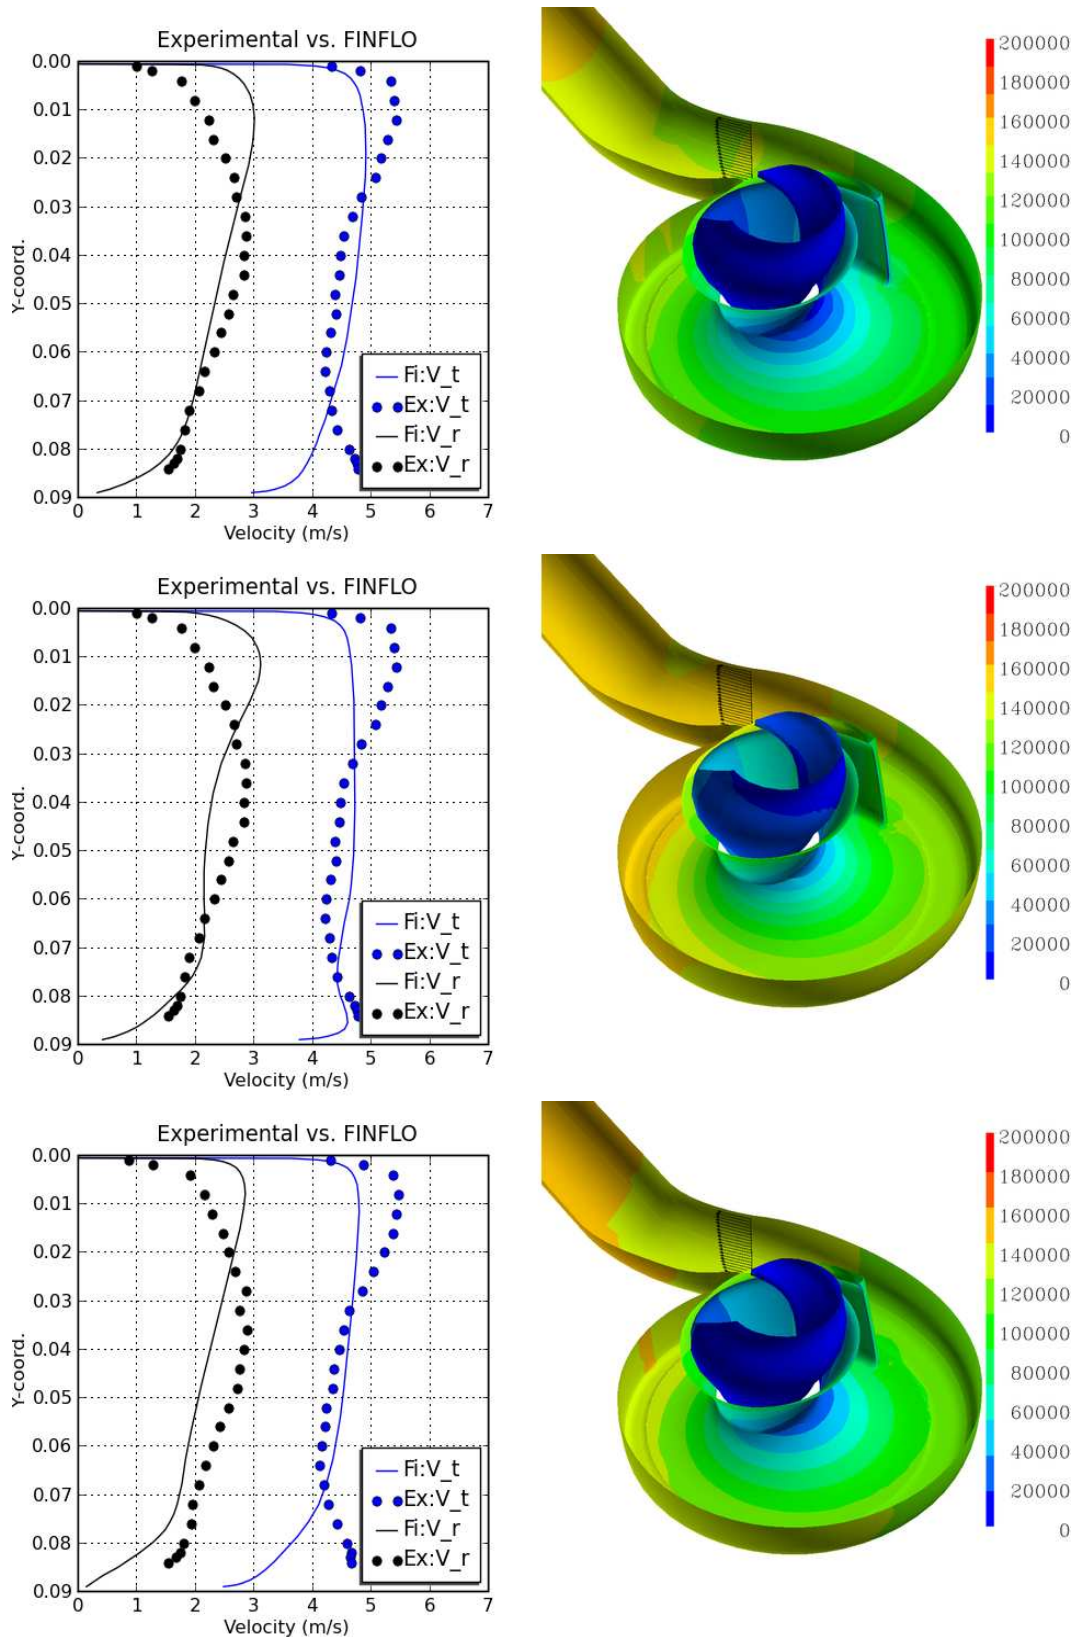 Experimental vs. FINFLO
0.00
0.01
0.02
0.03
0.04
0.05
0.06
0.07
0.08
0.09
Y-coord.
0 1 2 3 4 5 6 7
Velocity (m/s)
Fi:V_t
Ex:V_t
Fi:V_r
Ex:V_r
200000
180000
160000
140000
120000
100000
80000
60000
40000
20000
0
Experimental vs. FINFLO
0.00
0.01
0.02
0.03
0.04
0.05
0.06
0.07
0.08
0.09
Y-coord.
0 1 2 3 4 5 6 7
Velocity (m/s)
Fi:V_t
Ex:V_t
Fi:V_r
Ex:V_r
200000
180000
160000
140000
120000
100000
80000
60000
40000
20000
0
Experimental vs. FINFLO
0.00
0.01
0.02
0.03
0.04
0.05
0.06
0.07
0.08
0.09
Y-coord.
0 1 2 3 4 5 6 7
Velocity (m/s)
Fi:V_t
Ex:V_t
Fi:V_r
Ex:V_r
200000
180000
160000
140000
120000
100000
80000
60000
40000
20000
0